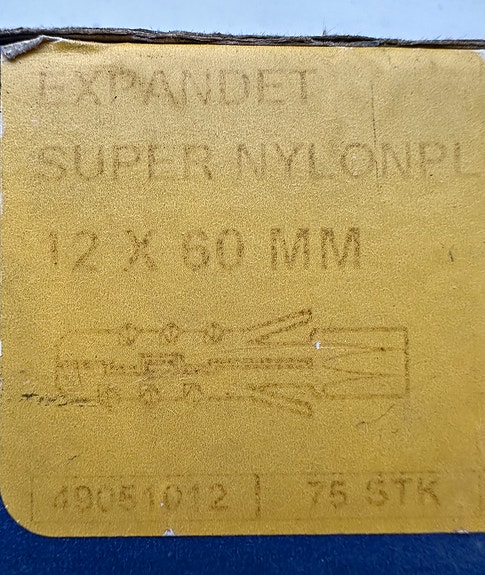 EXPANDET
SUPER NYLONPL
12 X 60 MM
49051012 | 75 STK